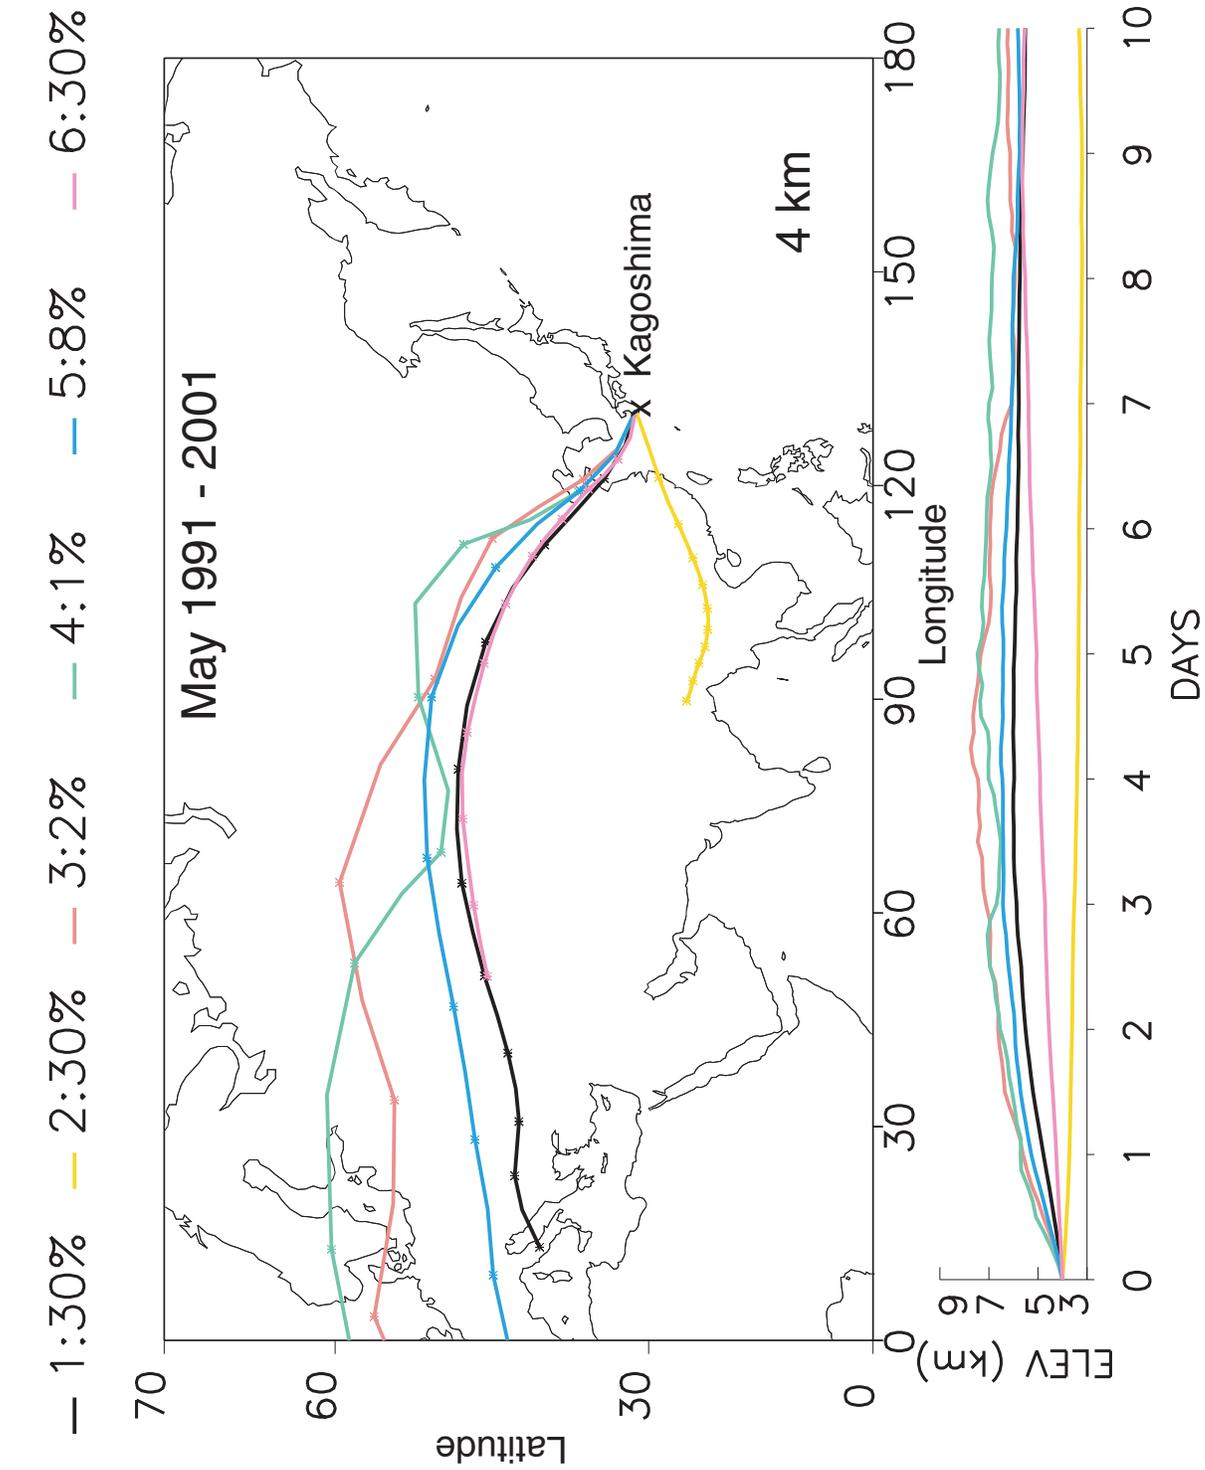 1:30% 2:30% 3:2% 4:1% 5:8% 6:30%
May 1991 - 2001
Kagoshima
4 km
Latitude
70
60
30
0
0 30 60 90 120 150 180
Longitude
ELEV (km)
9
7
5
3
0 1 2 3 4 5 6 7 8 9 10
DAYS